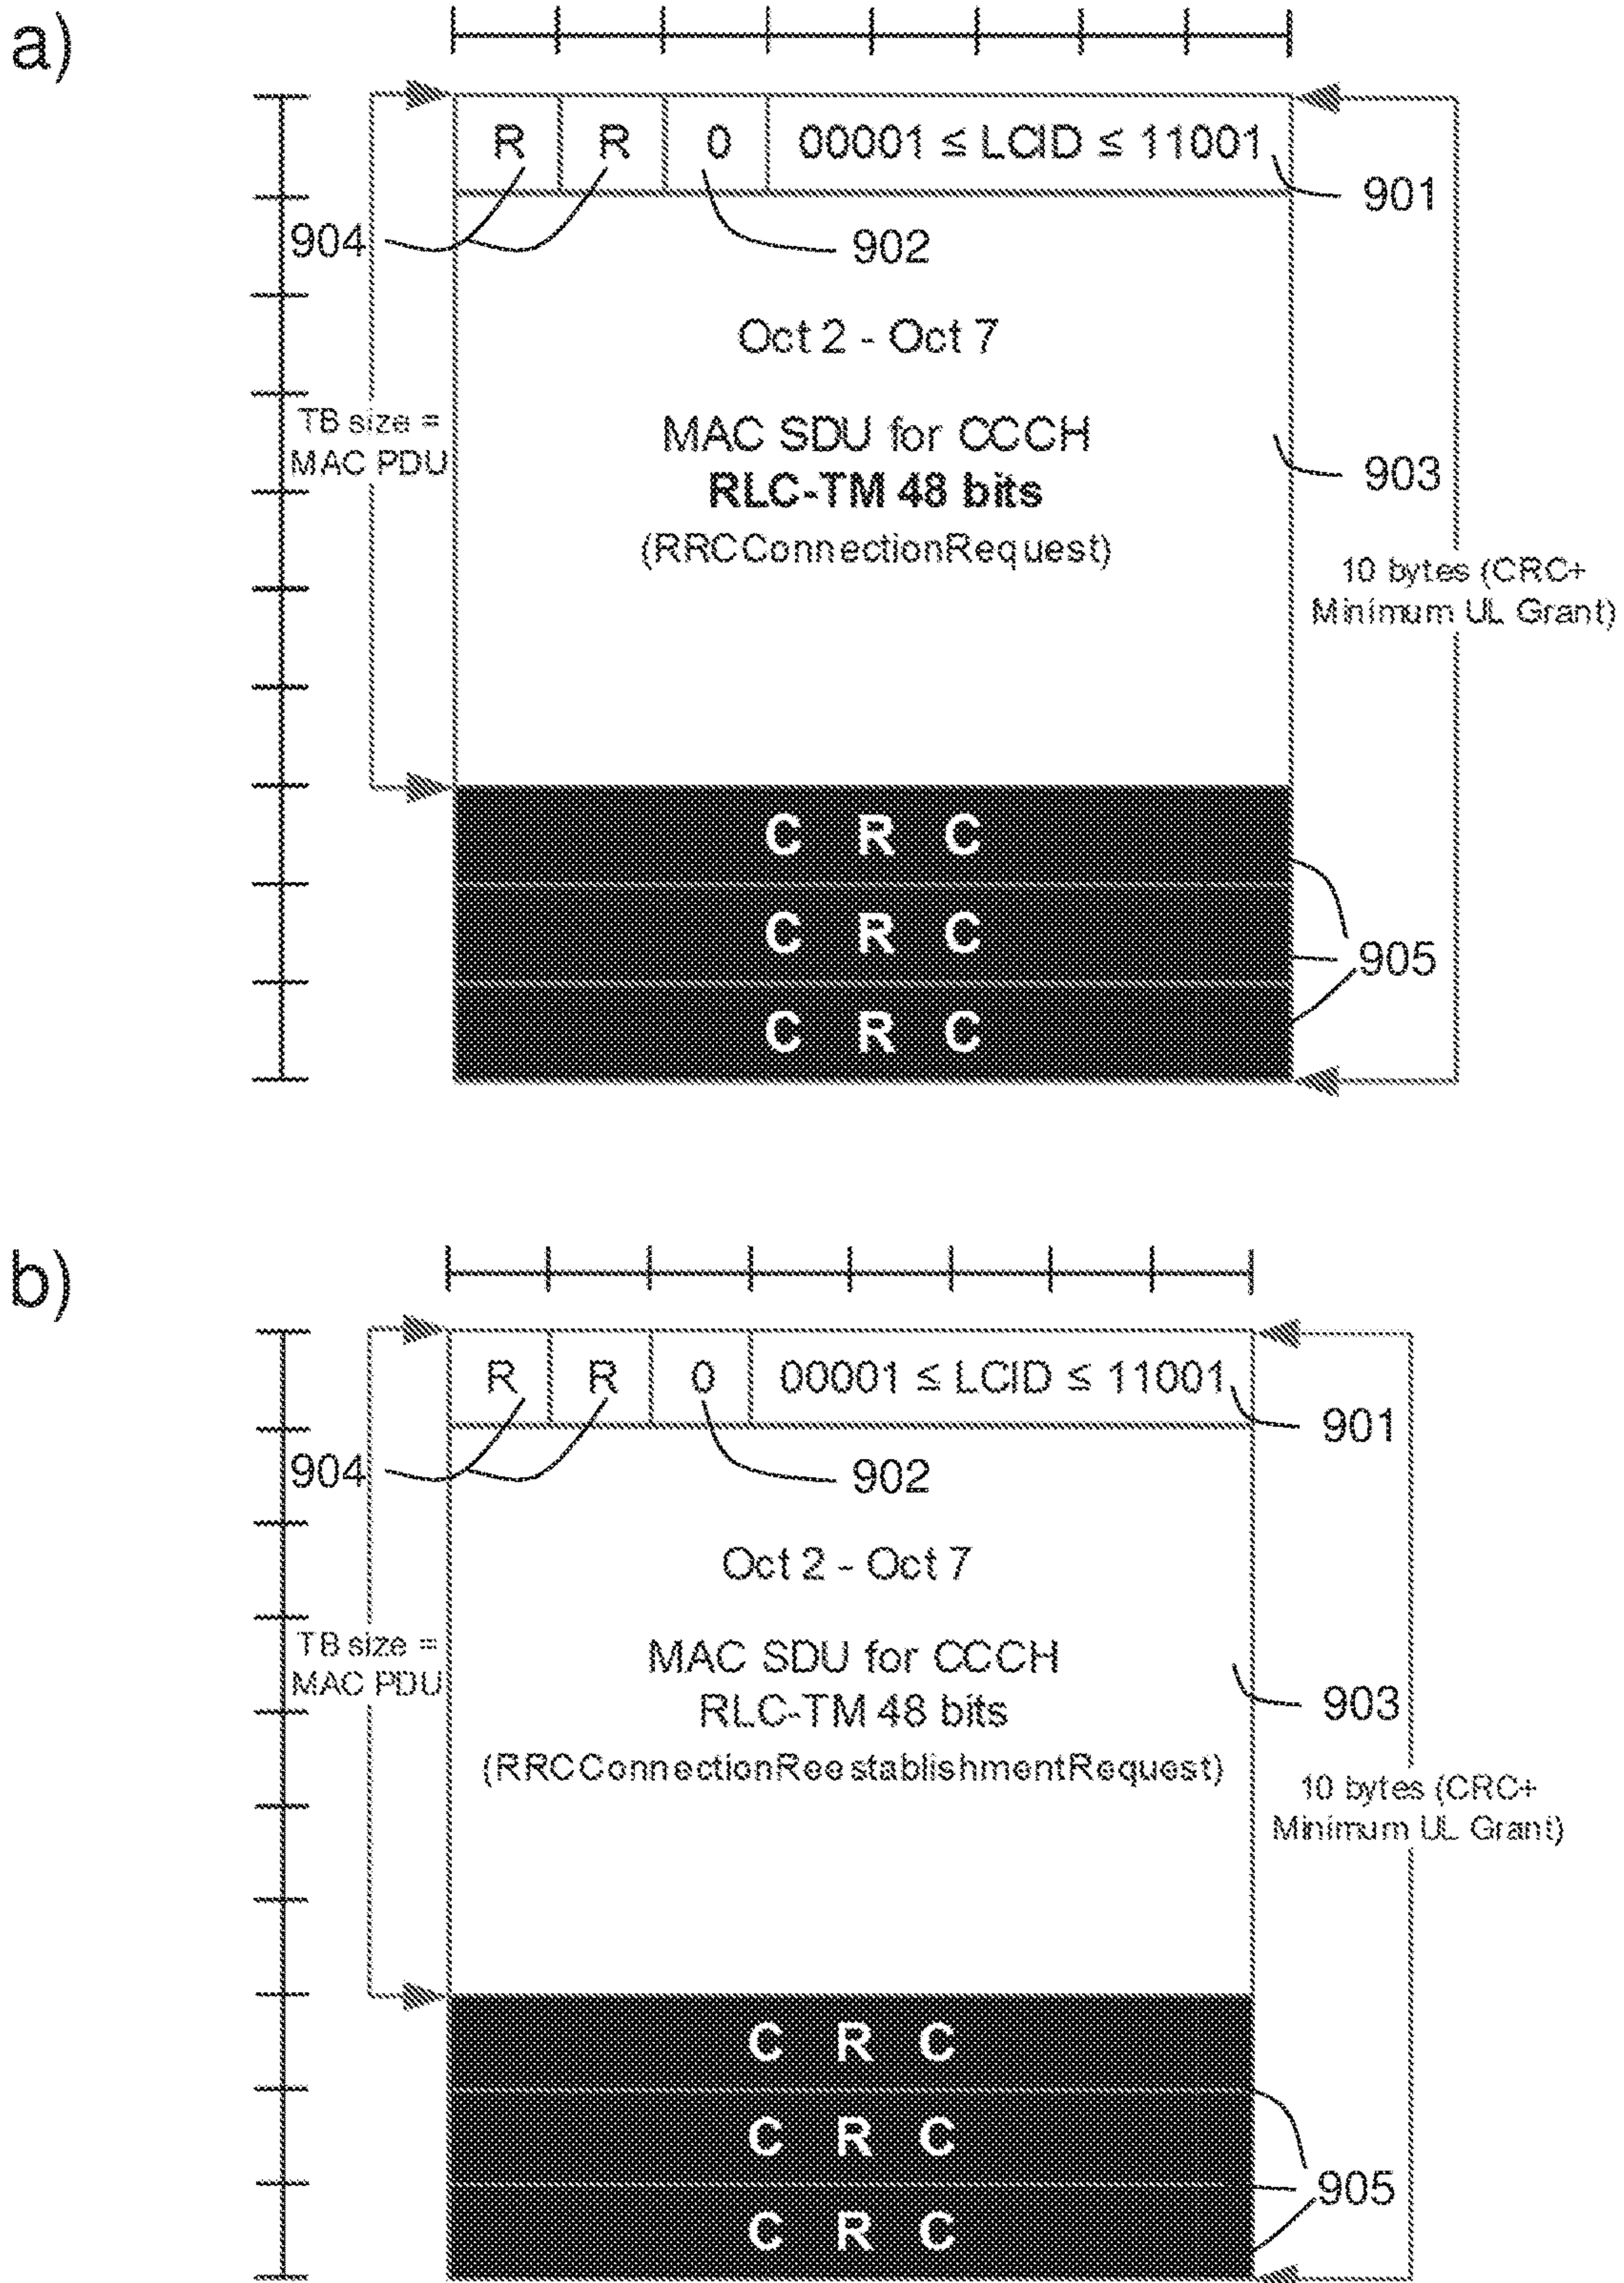 a)
R R 0 00001 ≤ LCID ≤ 11001
901
904
902
Oct 2 - Oct 7
TB size =
MAC PDU
MAC SDU for CCCH
RLC-TM 48 bits
(RRCConnectionRequest)
903
10 bytes (CRC+
Minimum UL Grant)
C R C
C R C
C R C
905
b)
R R 0 00001 ≤ LCID ≤ 11001
901
904
902
Oct 2 - Oct 7
TB size =
MAC PDU
MAC SDU for CCCH
RLC-TM 48 bits
(RRCConnectionReestablishmentRequest)
903
10 bytes (CRC+
Minimum UL Grant)
C R C
C R C
C R C
905